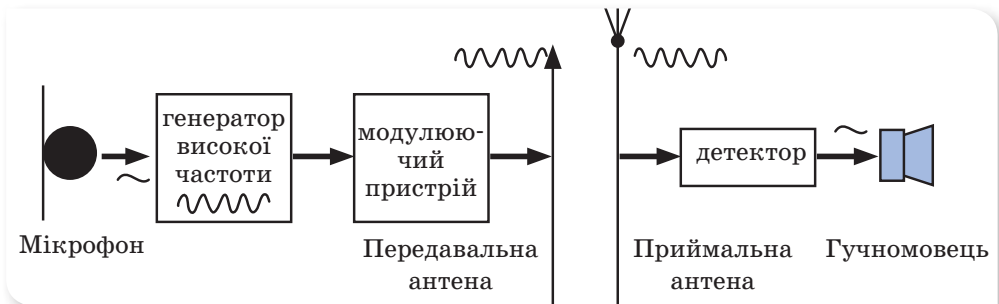 генератор
високої
частоти
модулюю-
чий
пристрій
детектор
Мікрофон
Передавальна
антена
Приймальна
антена
Гучномовець